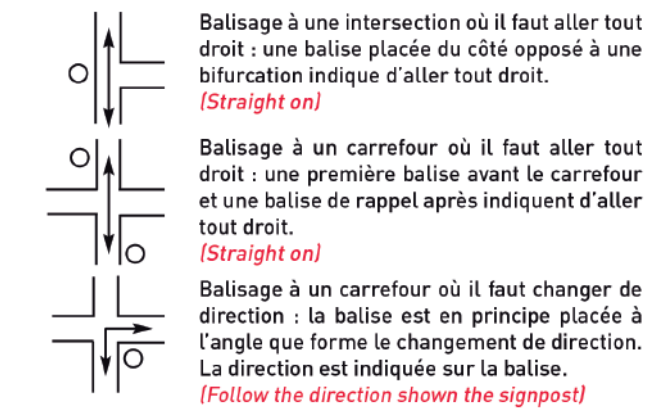 Balisage à une intersection où il faut aller tout
droit : une balise placée du côté opposé à une
bifurcation indique d'aller tout droit.
(Straight on)
Balisage à un carrefour où il faut aller tout
droit : une première balise avant le carrefour
et une balise de rappel après indiquent d'aller
tout droit.
(Straight on)
Balisage à un carrefour où il faut changer de
direction : la balise est en principe placée à
l'angle que forme le changement de direction.
La direction est indiquée sur la balise.
(Follow the direction shown the signpost)